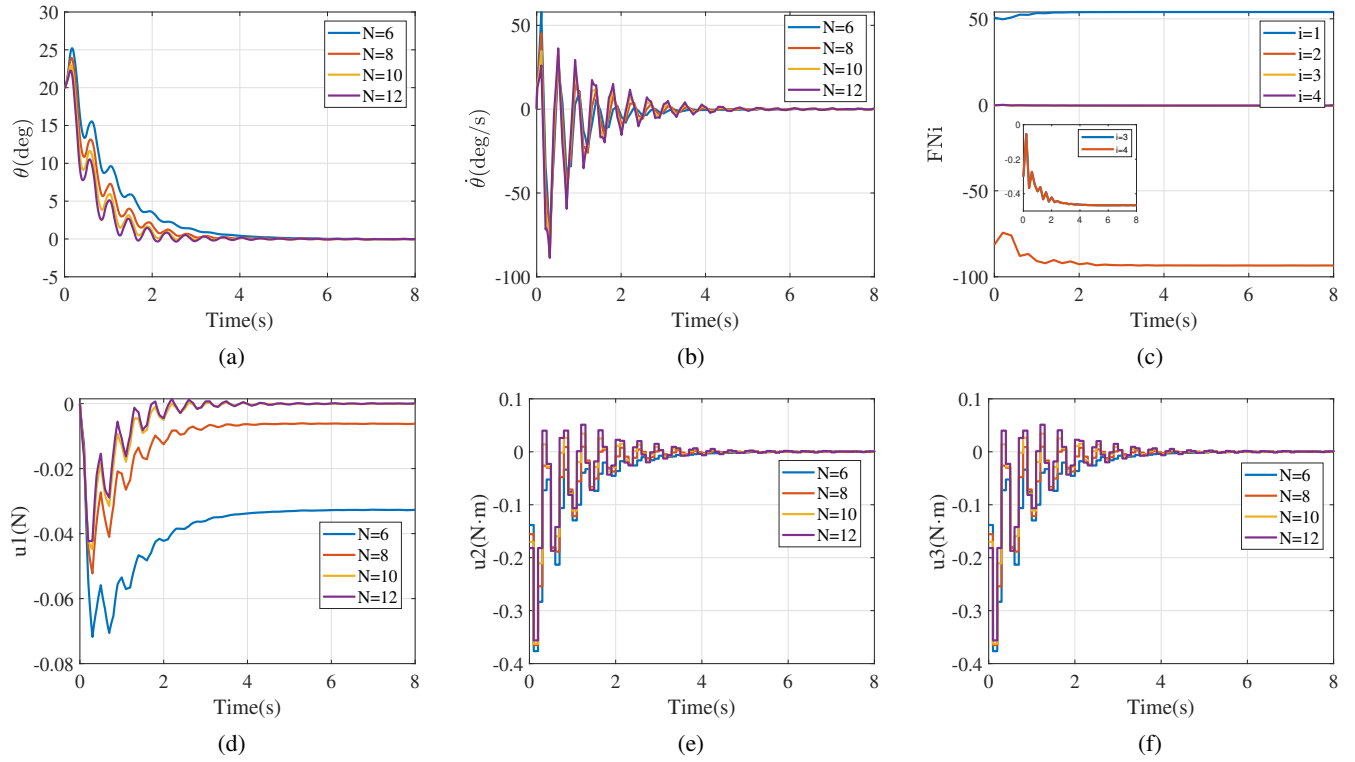 30
25
20
15
10
5
0
-5
θ(deg)
0 2 4 6 8
Time(s)
N=6
N=8
N=10
N=12
(a)
50
0
-50
-100
θ̇(deg/s)
0 2 4 6 8
Time(s)
N=6
N=8
N=10
N=12
(b)
50
0
-50
-100
FNi
0 2 4 6 8
Time(s)
i=1
i=2
i=3
i=4
0
-0.2
-0.4
0 2 4 6 8
i=3
i=4
(c)
0
-0.02
-0.04
-0.06
-0.08
u1(N)
0 2 4 6 8
Time(s)
N=6
N=8
N=10
N=12
(d)
0.1
0
-0.1
-0.2
-0.3
-0.4
u2(N·m)
0 2 4 6 8
Time(s)
N=6
N=8
N=10
N=12
(e)
0.1
0
-0.1
-0.2
-0.3
-0.4
u3(N·m)
0 2 4 6 8
Time(s)
N=6
N=8
N=10
N=12
(f)